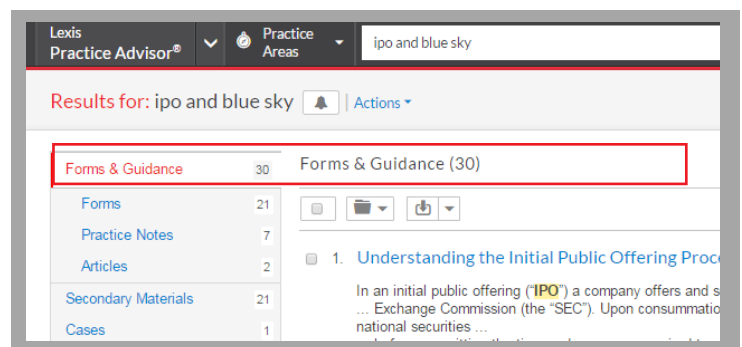 Lexis
Practice Advisor®
Practice
Areas
ipo and blue sky
Results for: ipo and blue sky
Actions
Forms & Guidance 30
Forms & Guidance (30)
Forms 21
Practice Notes 7
Articles 2
Secondary Materials 21
Cases 1
1. Understanding the Initial Public Offering Proc
In an initial public offering (“IPO”) a company offers and s
... Exchange Commission (the “SEC”). Upon consummatio
national securities ...